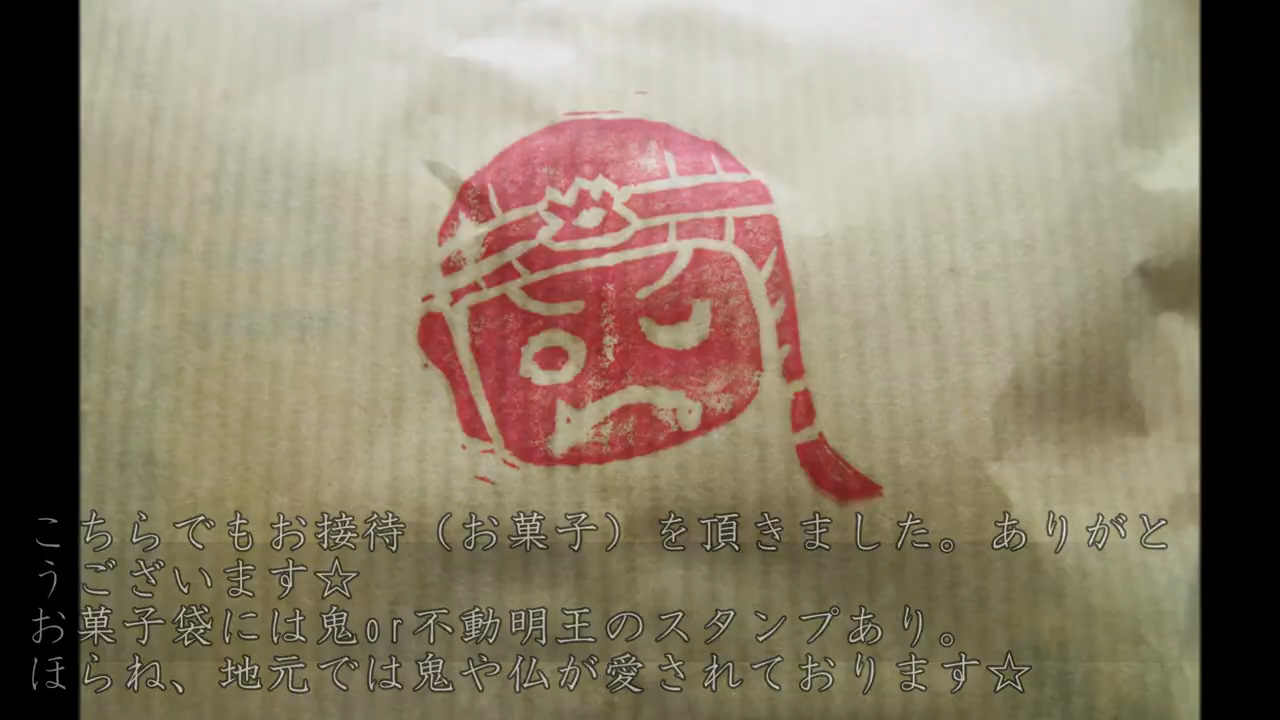 こちらでもお接待（お菓子）を頂きました。ありがと
うございます☆
お菓子袋には鬼or不動明王のスタンプあり。
ほらね、地元では鬼や仏が愛されております☆